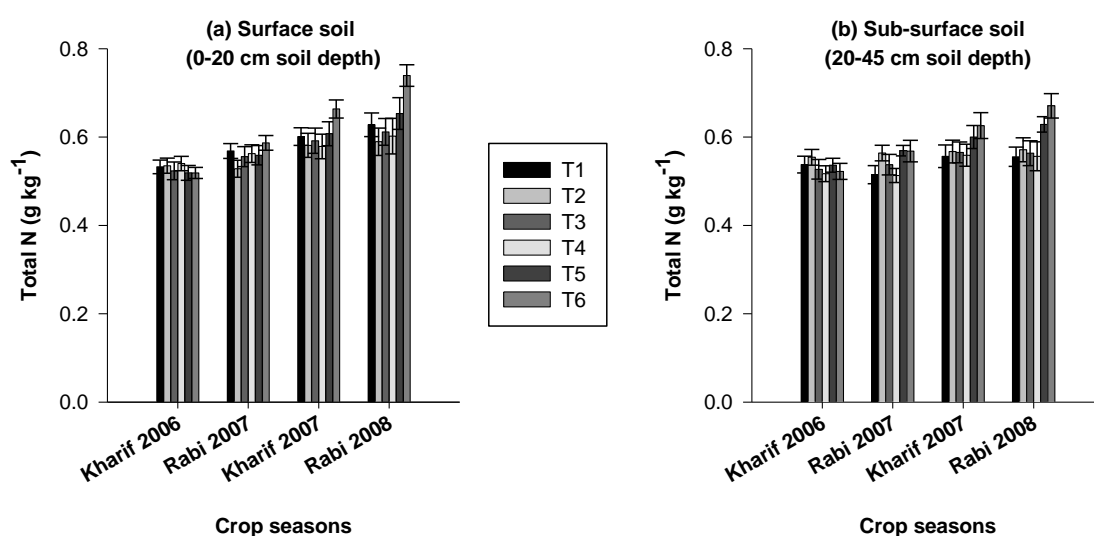 (a) Surface soil
(0-20 cm soil depth)
Total N (g kg⁻¹)
0.8
0.6
0.4
0.2
0.0
Kharif 2006
Rabi 2007
Kharif 2007
Rabi 2008
Crop seasons
T1
T2
T3
T4
T5
T6
(b) Sub-surface soil
(20-45 cm soil depth)
Total N (g kg⁻¹)
0.8
0.6
0.4
0.2
0.0
Kharif 2006
Rabi 2007
Kharif 2007
Rabi 2008
Crop seasons